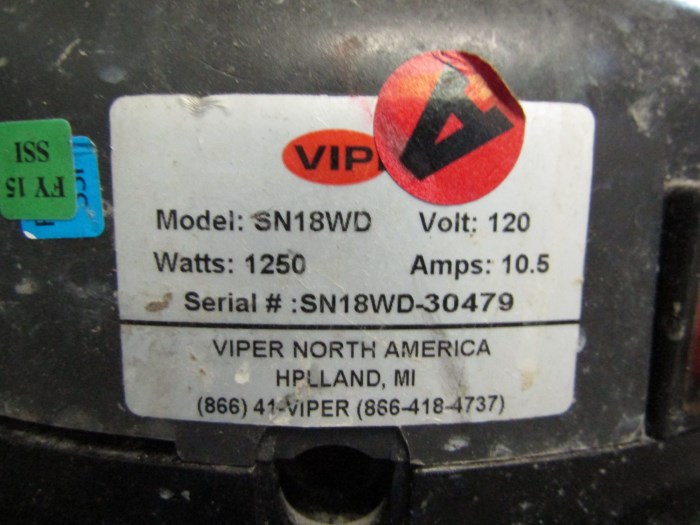 VIPE
A
Model: SN18WD Volt: 120
Watts: 1250 Amps: 10.5
Serial # :SN18WD-30479
VIPER NORTH AMERICA
HPLLAND, MI
(866) 41-VIPER (866-418-4737)
FY 15
SSI